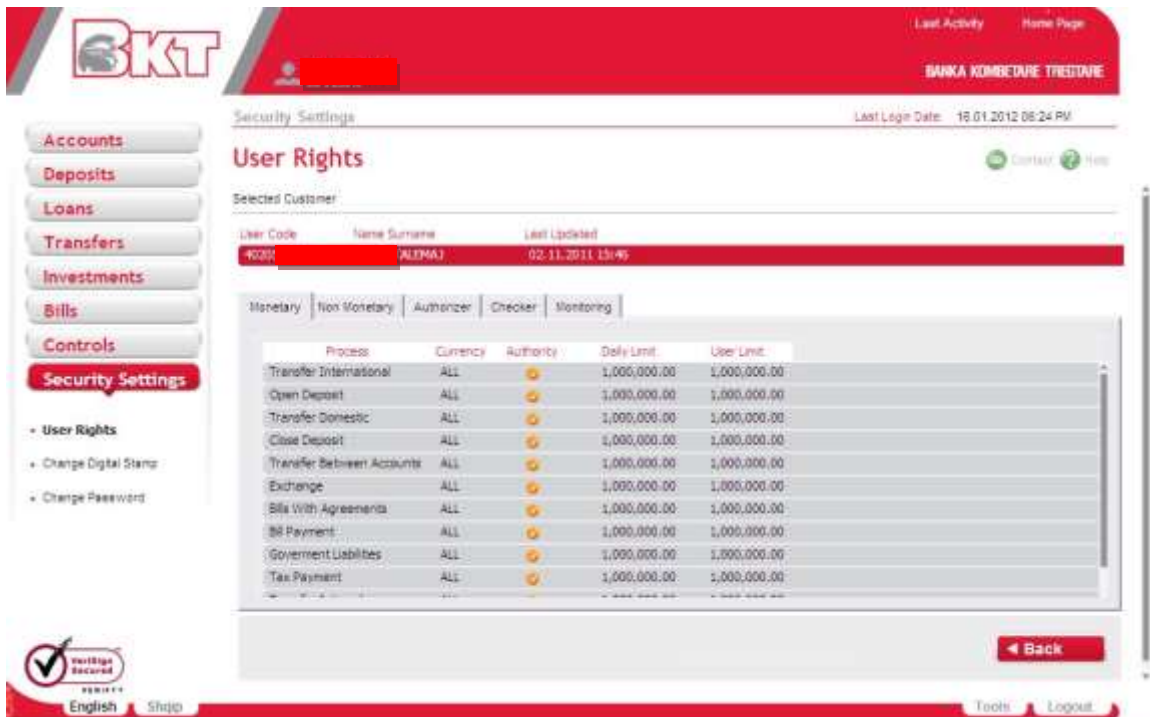 BKT
Last Activity Home Page
BANKA KOMBETARE TREGTARE
Security Settings
Last Login Date 16.01.2012 06:24 PM
User Rights
Contact Help
Selected Customer
User Code Name Surname Last Updated
02.11.2011 15:46
Accounts
Deposits
Loans
Transfers
Investments
Bills
Controls
Security Settings
• User Rights
• Change Digital Stamp
• Change Password
Monetary Non Monetary Authorizer Checker Monitoring
Process Currency Authority Daily Limit User Limit
Transfer International ALL 1,000,000.00 1,000,000.00
Open Deposit ALL 1,000,000.00 1,000,000.00
Transfer Domestic ALL 1,000,000.00 1,000,000.00
Close Deposit ALL 1,000,000.00 1,000,000.00
Transfer Between Accounts ALL 1,000,000.00 1,000,000.00
Exchange ALL 1,000,000.00 1,000,000.00
Bills With Agreements ALL 1,000,000.00 1,000,000.00
Bill Payment ALL 1,000,000.00 1,000,000.00
Goverment Liabilities ALL 1,000,000.00 1,000,000.00
Tax Payment ALL 1,000,000.00 1,000,000.00
Back
VeriSign
Secured
VERIFY
English Shqip
Tools Logout